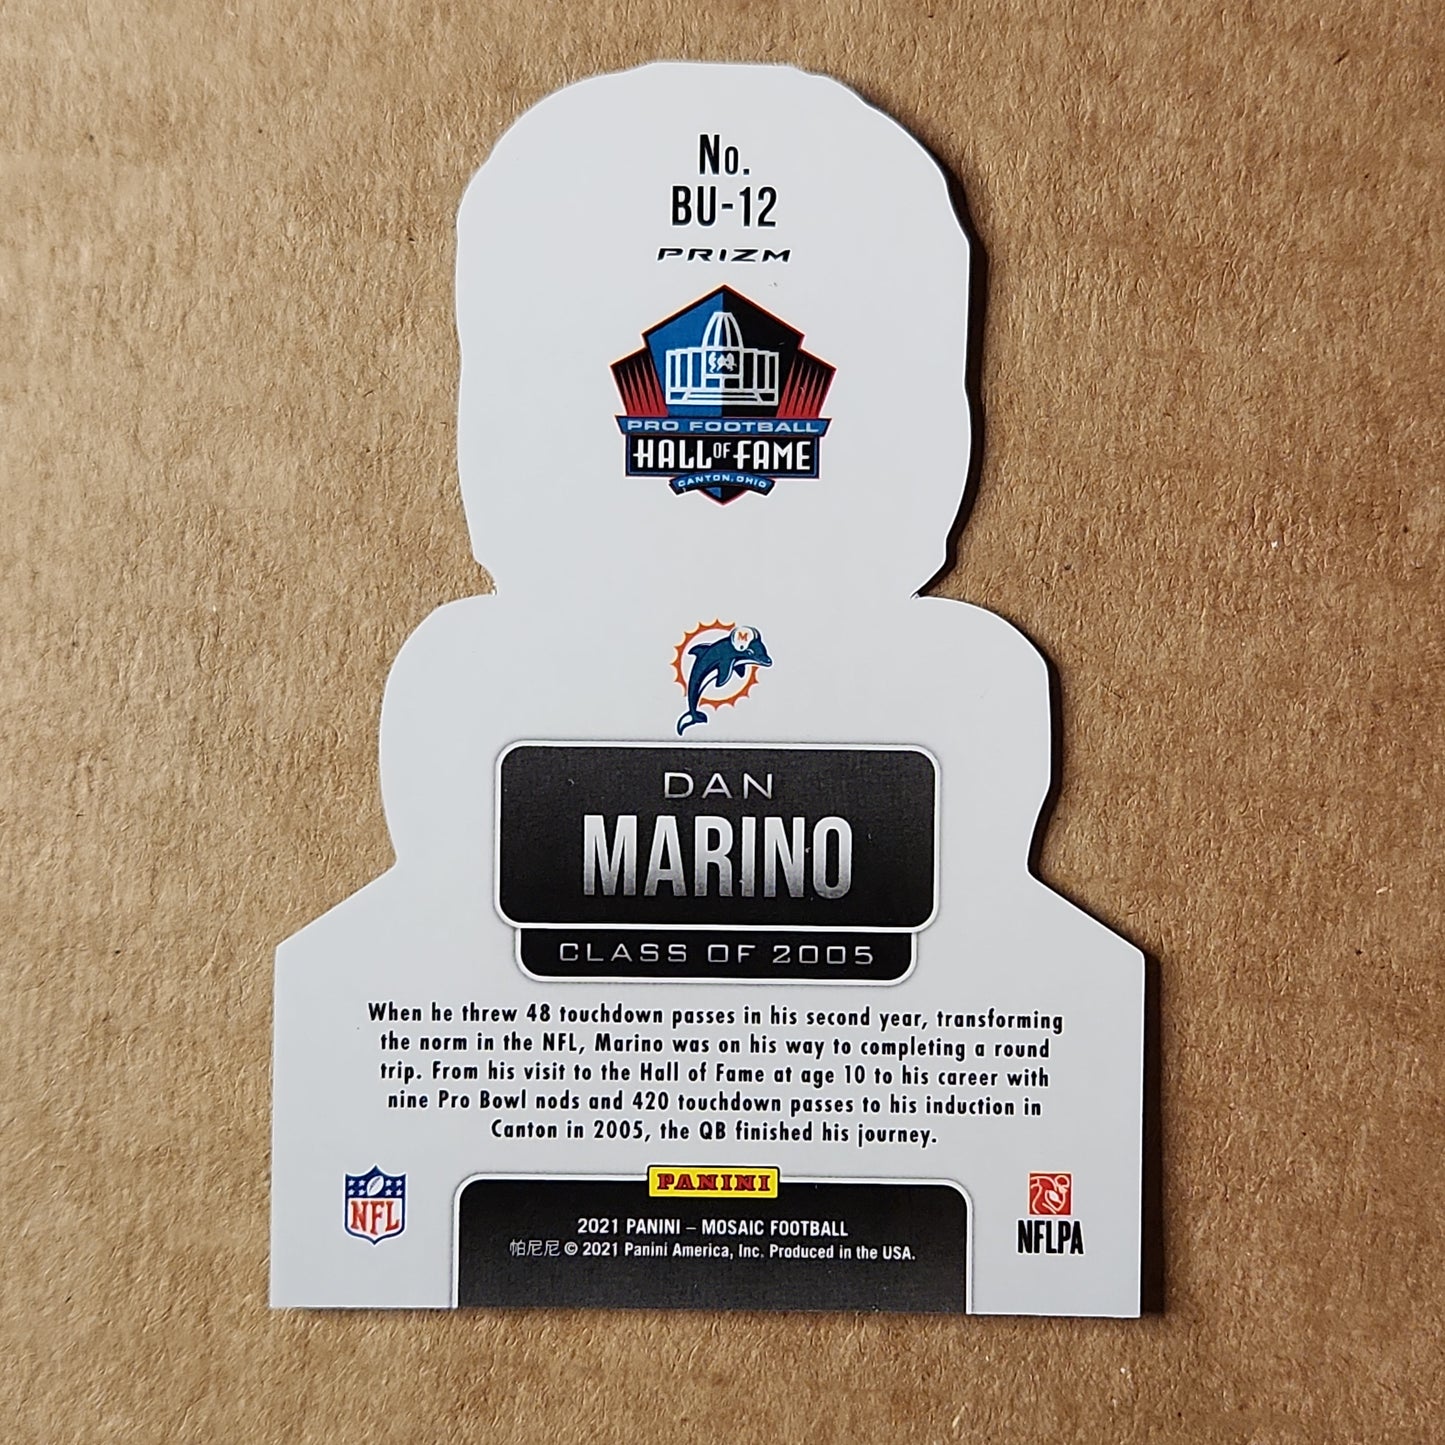 No.
BU-12
PRIZM
PRO FOOTBALL
HALL OF FAME
CANTON, OHIO
M
DAN
MARINO
CLASS OF 2005
When he threw 48 touchdown passes in his second year, transforming
the norm in the NFL, Marino was on his way to completing a round
trip. From his visit to the Hall of Fame at age 10 to his career with
nine Pro Bowl nods and 420 touchdown passes to his induction in
Canton in 2005, the QB finished his journey.
NFL
PANINI
NFLPA
2021 PANINI – MOSAIC FOOTBALL
帕尼尼 © 2021 Panini America, Inc. Produced in the USA.